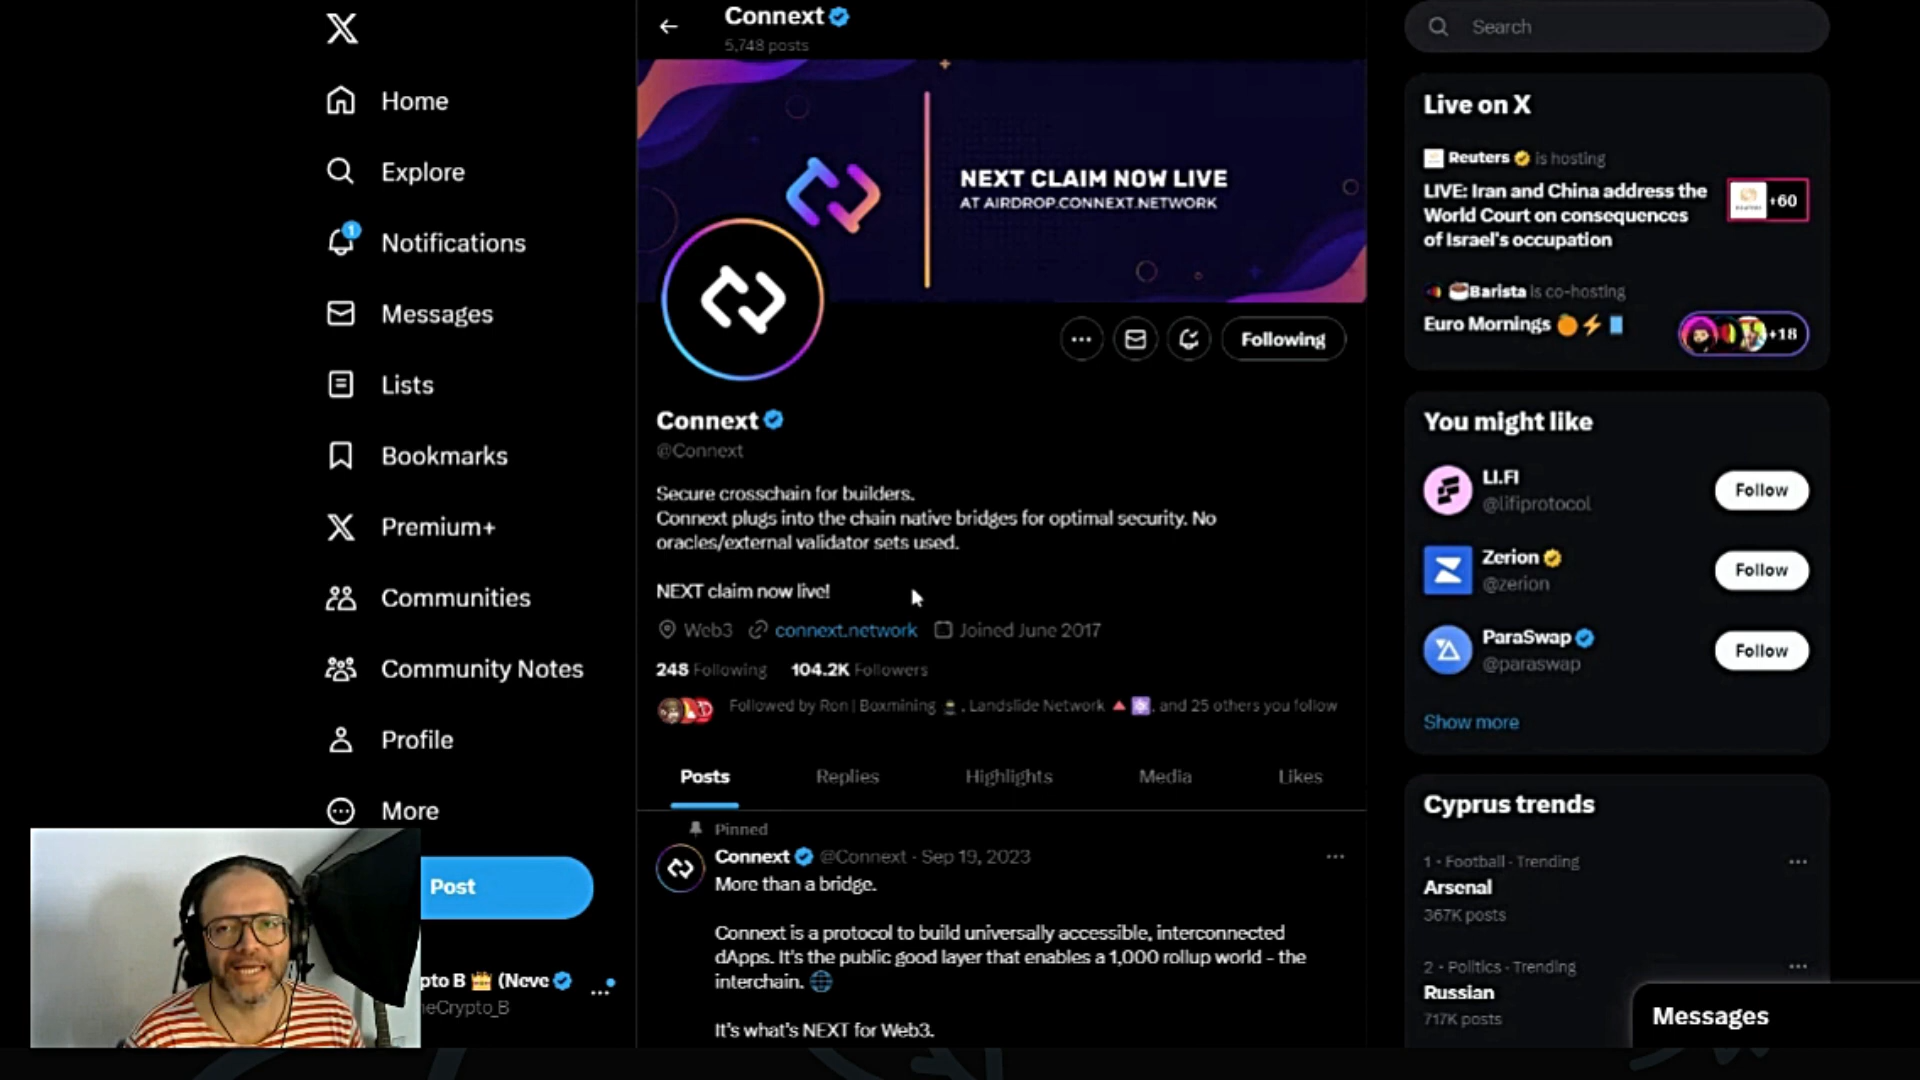 Home
Explore
1
Notifications
Messages
Lists
Bookmarks
Premium+
Communities
Community Notes
Profile
More
Post
pto B 👑 (Neve
eCrypto_B
Connext
5,748 posts
NEXT CLAIM NOW LIVE
AT AIRDROP.CONNEXT.NETWORK
Following
Connext
@Connext
Secure crosschain for builders.
Connext plugs into the chain native bridges for optimal security. No
oracles/external validator sets used.
NEXT claim now live!
Web3 connext.network Joined June 2017
248 Following 104.2K Followers
Followed by Ron | Boxmining , Landslide Network , and 25 others you follow
Posts Replies Highlights Media Likes
Pinned
Connext @Connext · Sep 19, 2023
More than a bridge.
Connext is a protocol to build universally accessible, interconnected
dApps. It's the public good layer that enables a 1,000 rollup world - the
interchain. 🌐
It's what's NEXT for Web3.
Search
Live on X
Reuters is hosting
LIVE: Iran and China address the
World Court on consequences
of Israel's occupation
+60
Barista is co-hosting
Euro Mornings 🍊⚡
+18
You might like
LI.FI
@lifiprotocol
Follow
Zerion
@zerion
Follow
ParaSwap
@paraswap
Follow
Show more
Cyprus trends
1 · Football · Trending
Arsenal
367K posts
2 · Politics · Trending
Russian
717K posts
Messages